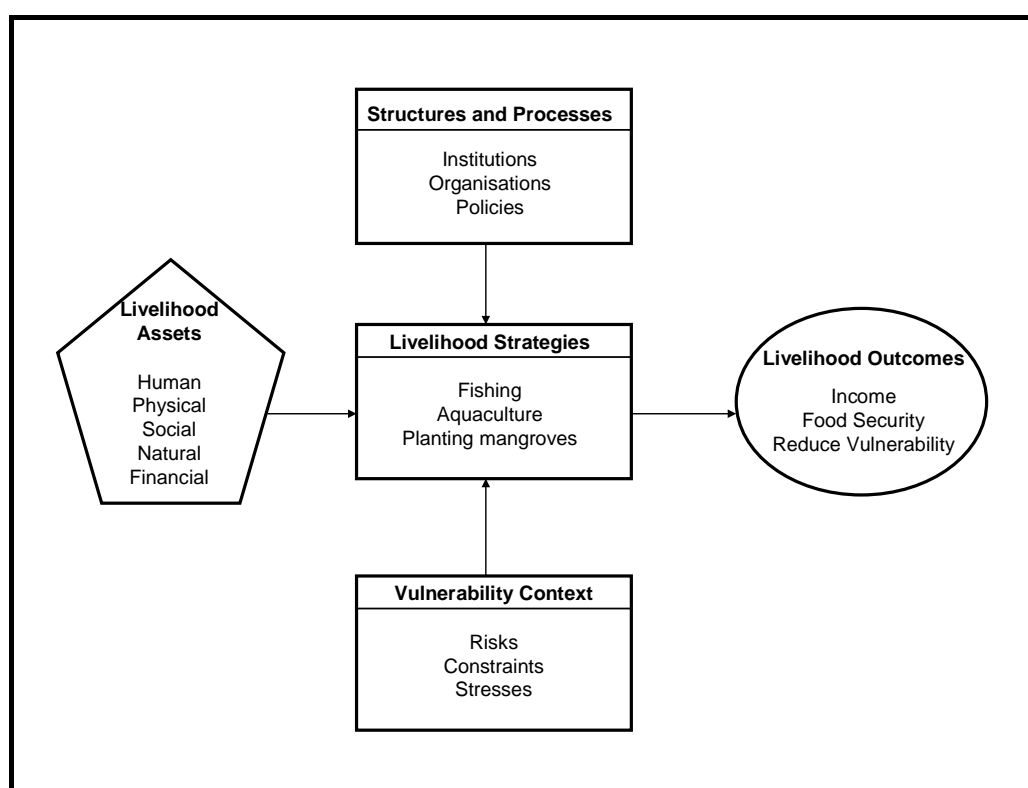 Structures and Processes
Institutions
Organisations
Policies
Livelihood
Assets
Human
Physical
Social
Natural
Financial
Livelihood Strategies
Fishing
Aquaculture
Planting mangroves
Livelihood Outcomes
Income
Food Security
Reduce Vulnerability
Vulnerability Context
Risks
Constraints
Stresses